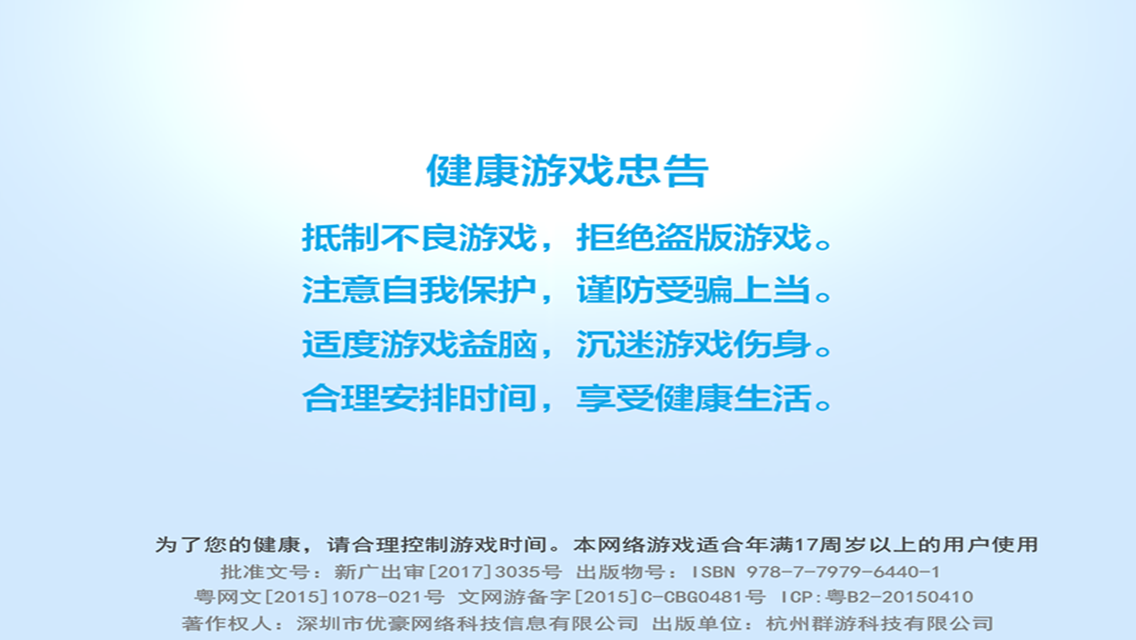 健康游戏忠告
抵制不良游戏，拒绝盗版游戏。
注意自我保护，谨防受骗上当。
适度游戏益脑，沉迷游戏伤身。
合理安排时间，享受健康生活。
为了您的健康，请合理控制游戏时间。本网络游戏适合年满17周岁以上的用户使用
批准文号：新广出审[2017]3035号 出版物号：ISBN 978-7-7979-6440-1
粤网文[2015]1078-021号 文网游备字[2015]C-CBG0481号 ICP:粤B2-20150410
著作权人：深圳市优豪网络科技信息有限公司 出版单位：杭州群游科技有限公司